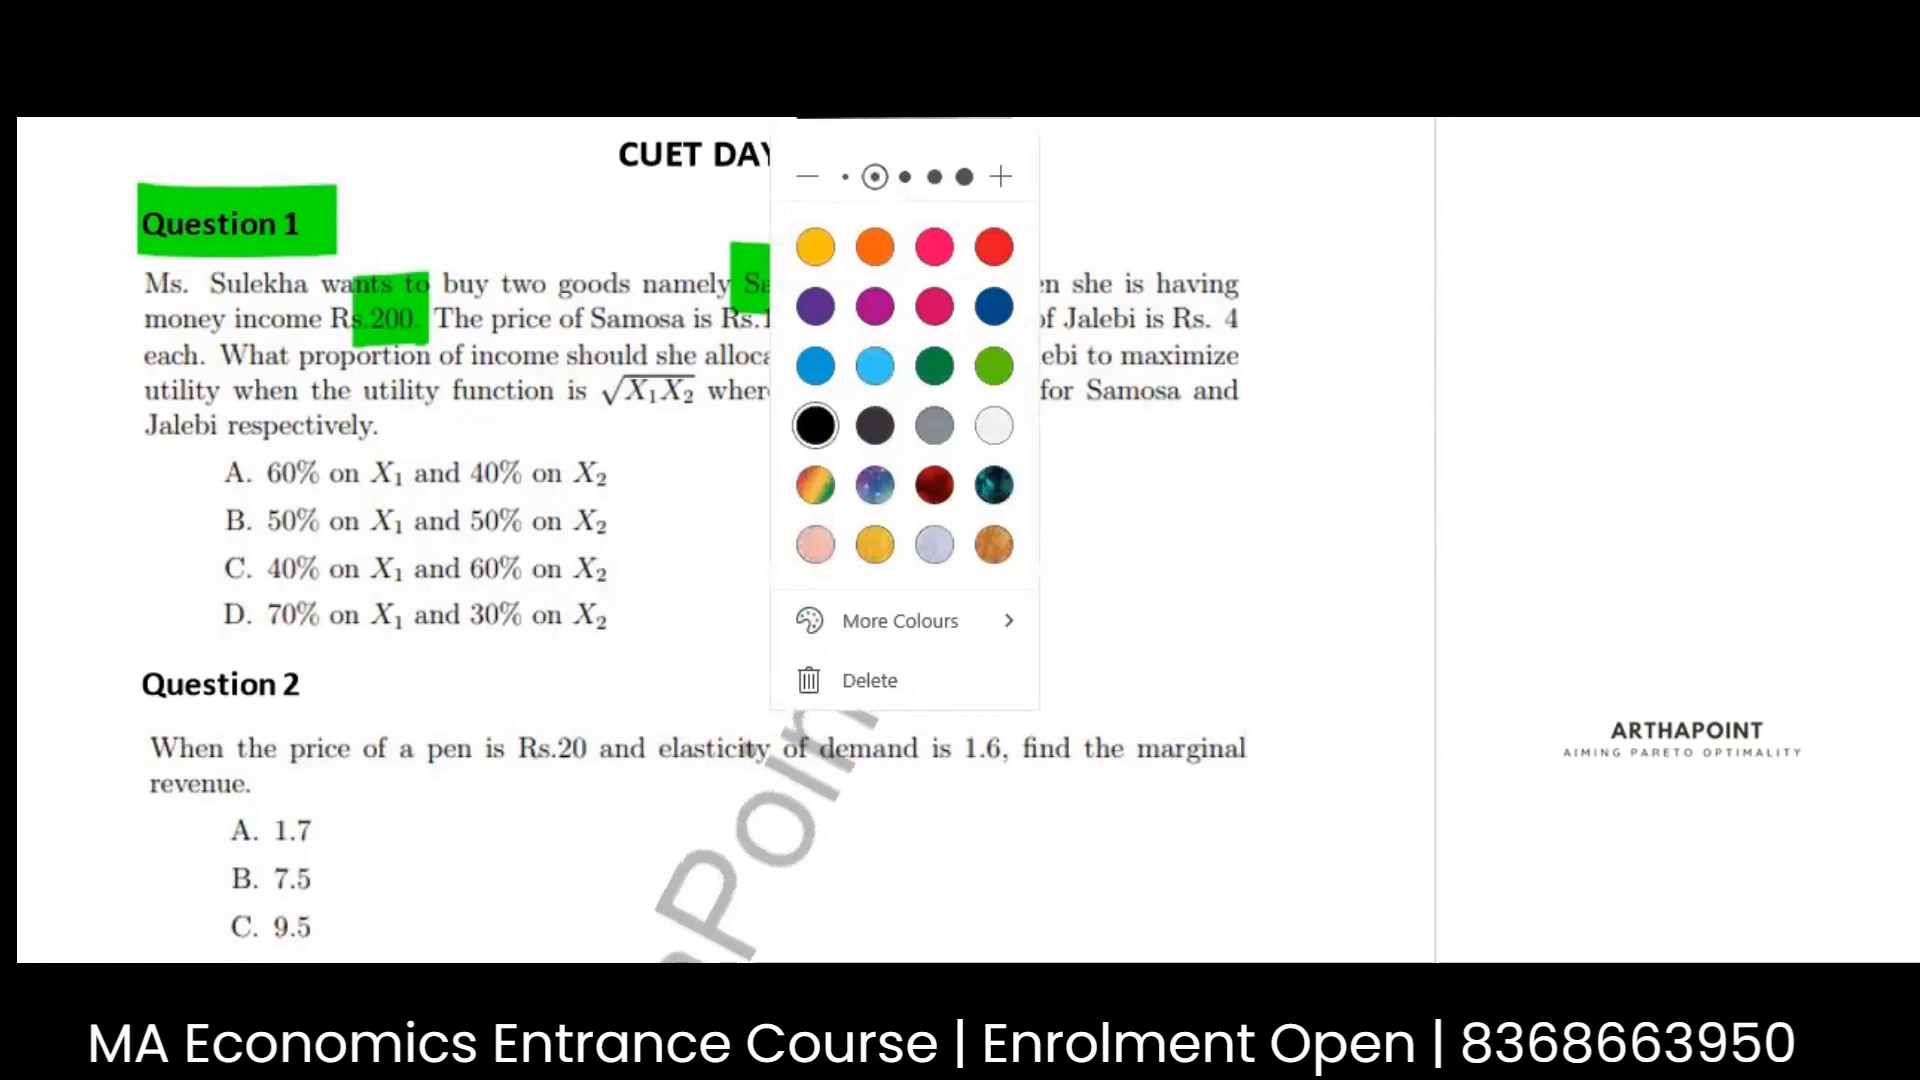 CUET DAY
Question 1
Ms. Sulekha wants to buy two goods namely Sa en she is having
money income Rs.200. The price of Samosa is Rs.1 of Jalebi is Rs. 4
each. What proportion of income should she alloca ebi to maximize
utility when the utility function is √X₁X₂ wher for Samosa and
Jalebi respectively.
A. 60% on X₁ and 40% on X₂
B. 50% on X₁ and 50% on X₂
C. 40% on X₁ and 60% on X₂
D. 70% on X₁ and 30% on X₂
More Colours
Delete
Question 2
When the price of a pen is Rs.20 and elasticity of demand is 1.6, find the marginal
revenue.
A. 1.7
B. 7.5
C. 9.5
Poin
ARTHAPOINT
AIMING PARETO OPTIMALITY
MA Economics Entrance Course | Enrolment Open | 8368663950